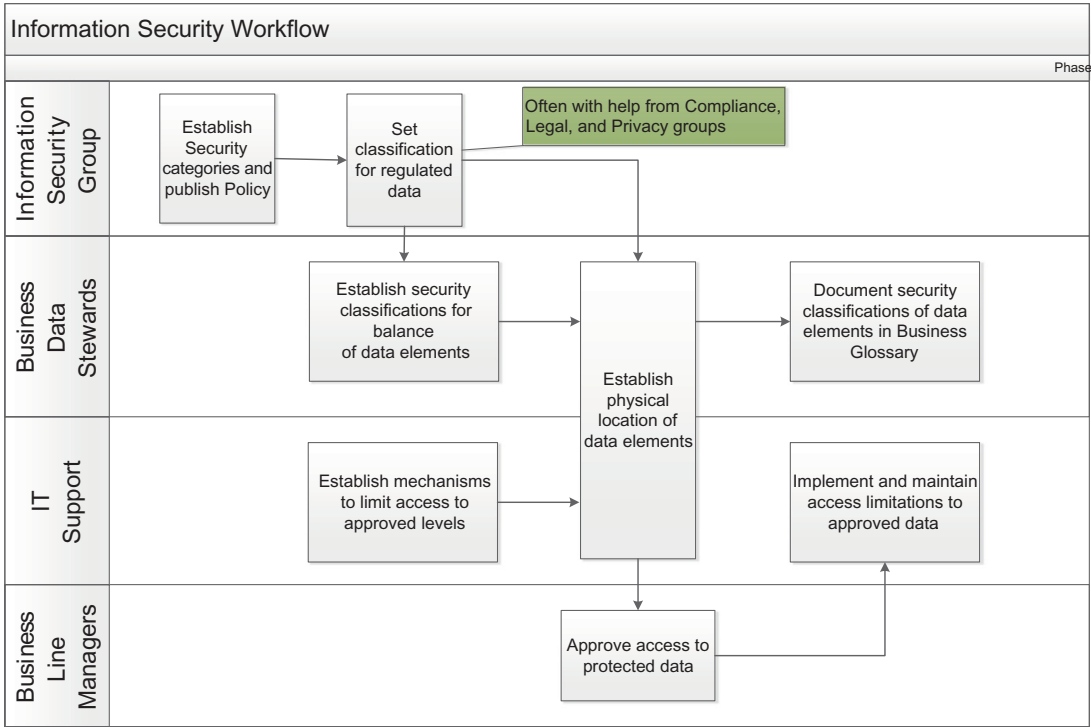 Information Security Workflow
Phase
Information
Security
Group
Establish
Security
categories and
publish Policy
Set
classification
for regulated
data
Often with help from Compliance,
Legal, and Privacy groups
Business
Data
Stewards
Establish security
classifications for
balance
of data elements
Establish
physical
location of
data elements
Document security
classifications of data
elements in Business
Glossary
IT
Support
Establish mechanisms
to limit access to
approved levels
Implement and maintain
access limitations to
approved data
Business
Line
Managers
Approve access to
protected data